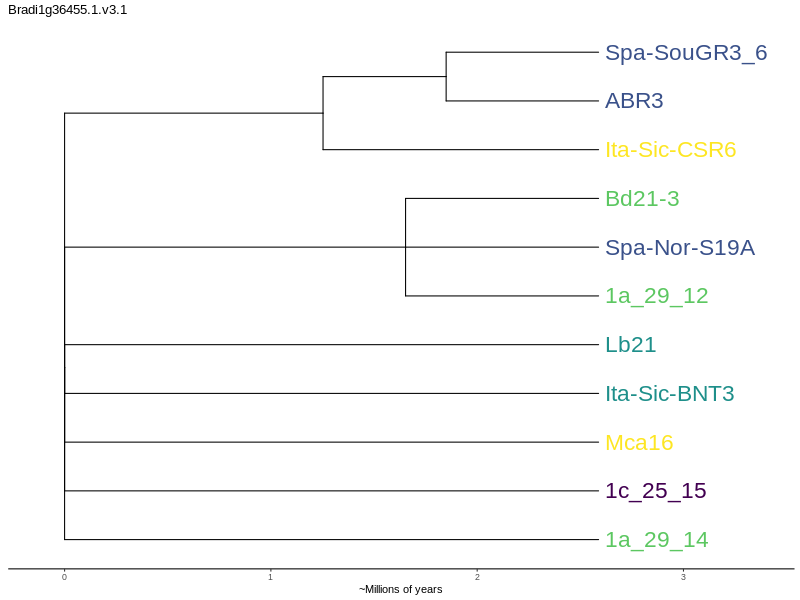 Bradi1g36455.1.v3.1
Spa-SouGR3_6
ABR3
Ita-Sic-CSR6
Bd21-3
Spa-Nor-S19A
1a_29_12
Lb21
Ita-Sic-BNT3
Mca16
1c_25_15
1a_29_14
0 1 2 3
~Millions of years